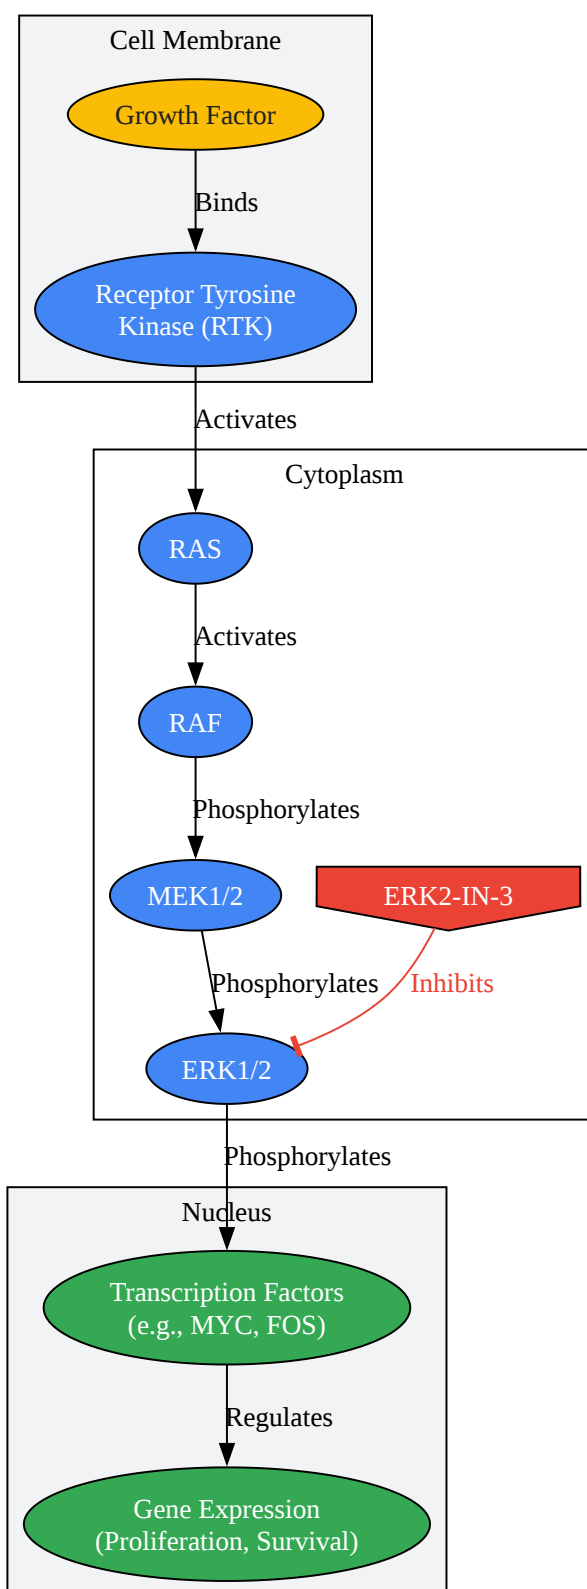 Cell Membrane
Growth Factor
Binds
Receptor Tyrosine
Kinase (RTK)
Activates
Cytoplasm
RAS
Activates
RAF
Phosphorylates
MEK1/2
ERK2-IN-3
Phosphorylates
Inhibits
ERK1/2
Phosphorylates
Nucleus
Transcription Factors
(e.g., MYC, FOS)
Regulates
Gene Expression
(Proliferation, Survival)